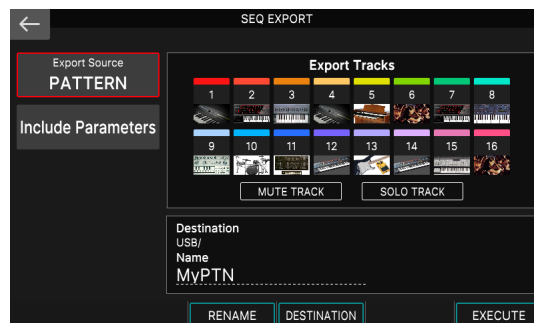 SEQ EXPORT
Export Source
PATTERN
Include Parameters
Export Tracks
1 2 3 4 5 6 7 8
9 10 11 12 13 14 15 16
MUTE TRACK SOLO TRACK
Destination
USB/
Name
MyPTN
RENAME DESTINATION EXECUTE